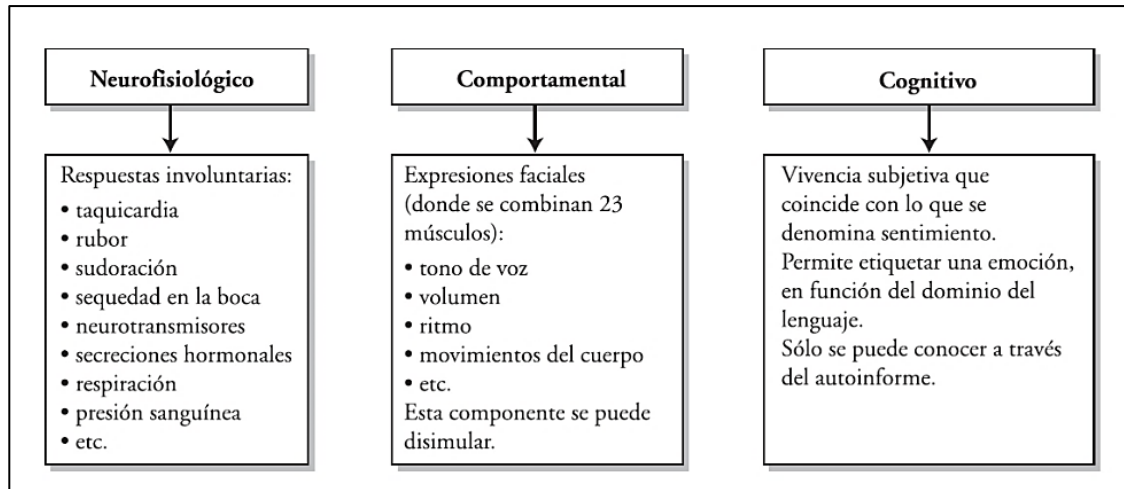 Neurofisiológico
Respuestas involuntarias:
• taquicardia
• rubor
• sudoración
• sequedad en la boca
• neurotransmisores
• secreciones hormonales
• respiración
• presión sanguínea
• etc.
Comportamental
Expresiones faciales
(donde se combinan 23
músculos):
• tono de voz
• volumen
• ritmo
• movimientos del cuerpo
• etc.
Esta componente se puede
disimular.
Cognitivo
Vivencia subjetiva que
coincide con lo que se
denomina sentimiento.
Permite etiquetar una emoción,
en función del dominio del
lenguaje.
Sólo se puede conocer a través
del autoinforme.